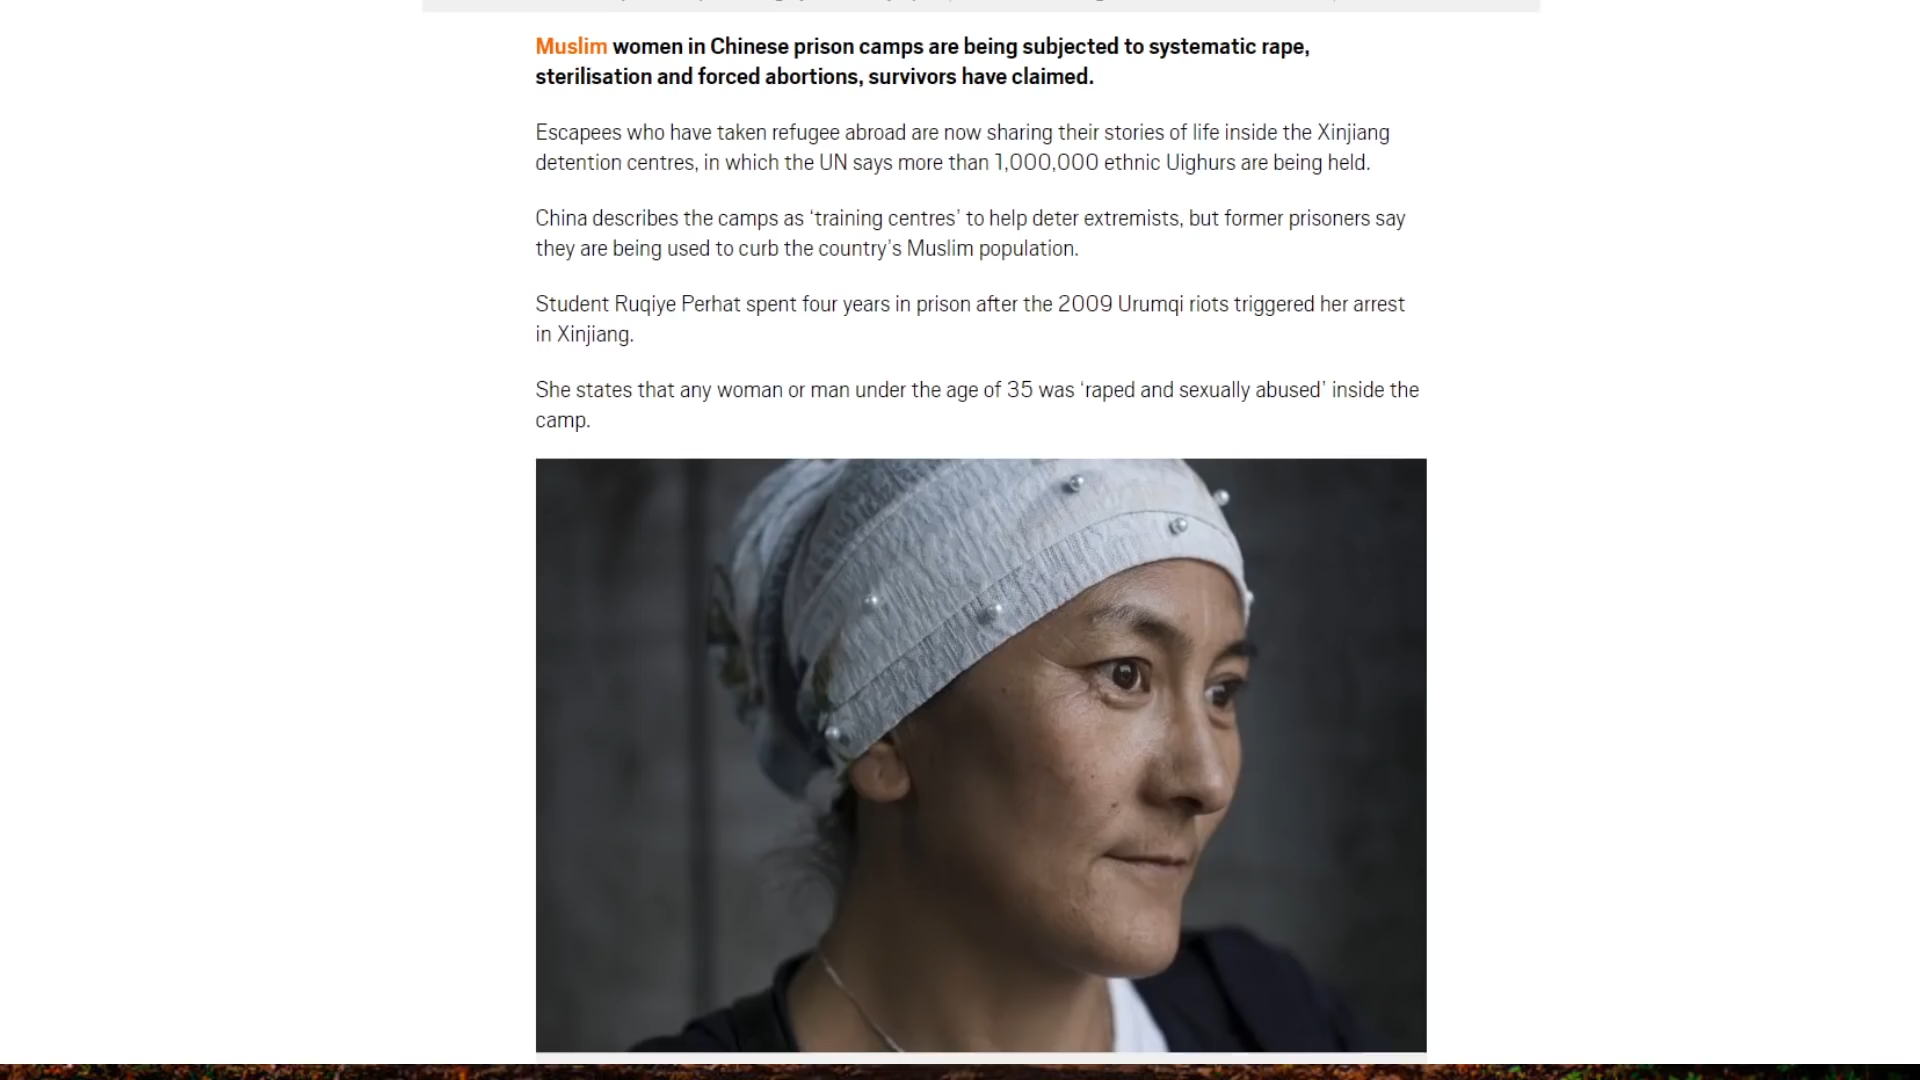 Muslim women in Chinese prison camps are being subjected to systematic rape,
sterilisation and forced abortions, survivors have claimed.
Escapees who have taken refugee abroad are now sharing their stories of life inside the Xinjiang
detention centres, in which the UN says more than 1,000,000 ethnic Uighurs are being held.
China describes the camps as ‘training centres’ to help deter extremists, but former prisoners say
they are being used to curb the country’s Muslim population.
Student Ruqiye Perhat spent four years in prison after the 2009 Urumqi riots triggered her arrest
in Xinjiang.
She states that any woman or man under the age of 35 was ‘raped and sexually abused’ inside the
camp.